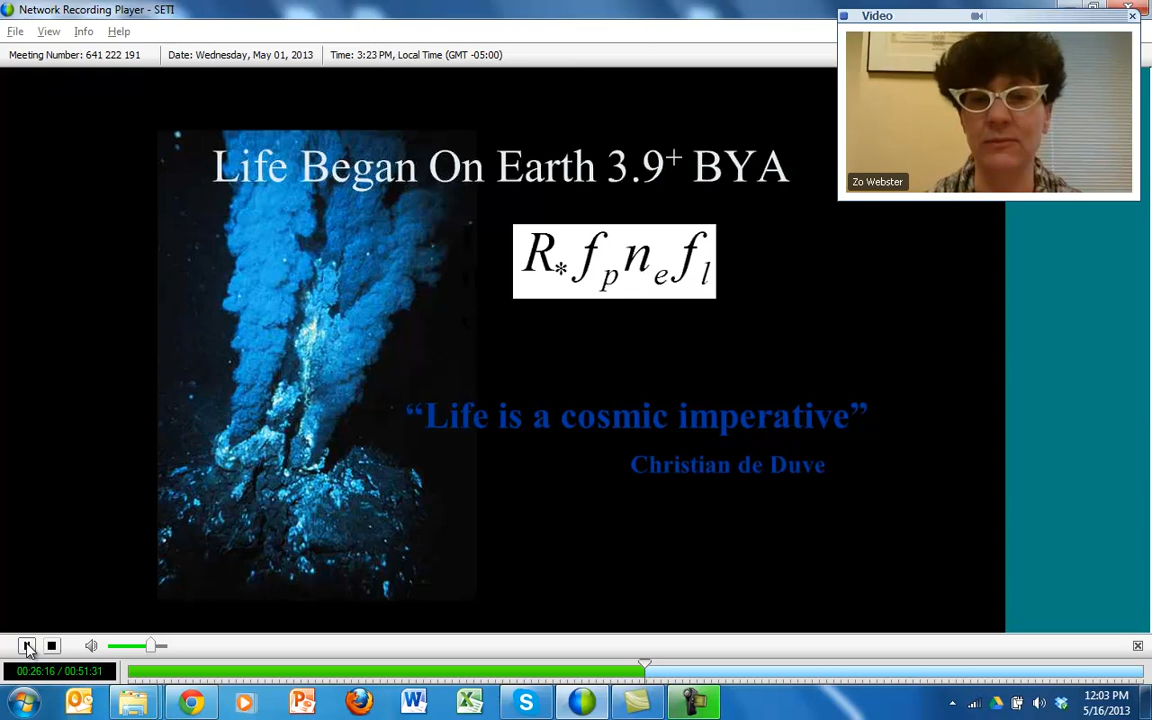 Network Recording Player - SETI
File View Info Help
Meeting Number: 641 222 191 Date: Wednesday, May 01, 2013 Time: 3:23 PM, Local Time (GMT -05:00)
Video
Zo Webster
Life Began On Earth 3.9⁺ BYA
R* fp ne fl
“Life is a cosmic imperative”
Christian de Duve
00:26:16 / 00:51:31
12:03 PM
5/16/2013